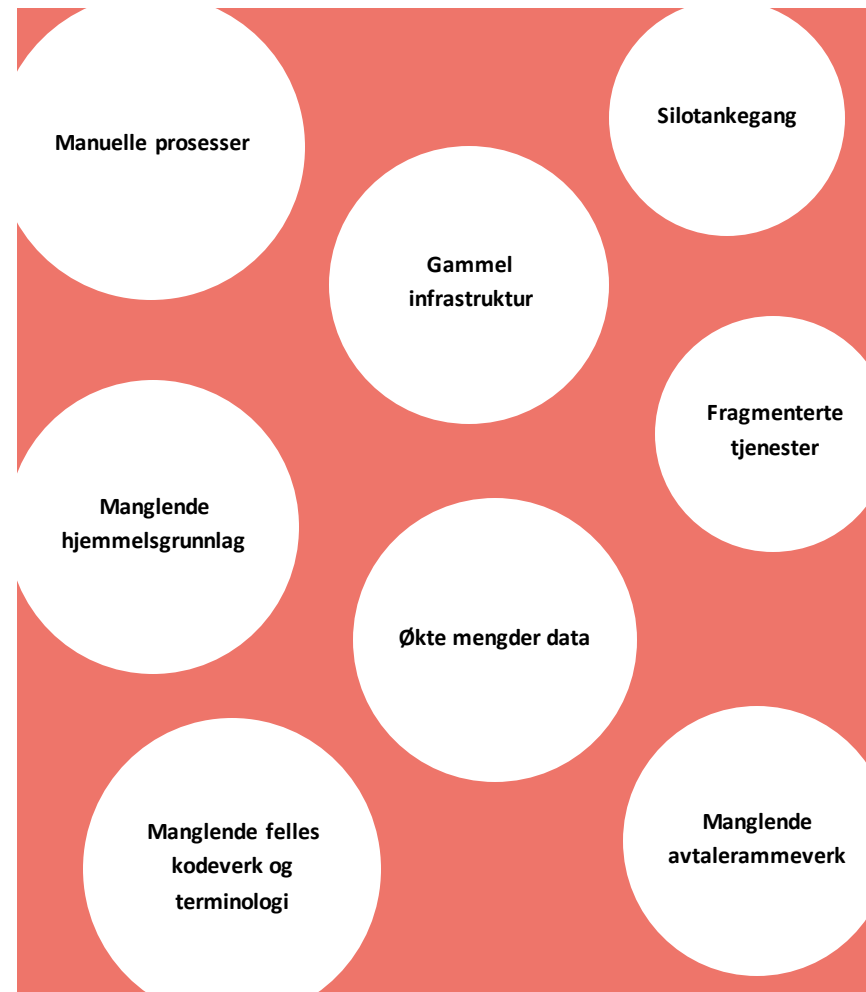 Manuelle prosesser
Silotankegang
Gammel
infrastruktur
Fragmenterte
tjenester
Manglende
hjemmelsgrunnlag
Økte mengder data
Manglende felles
kodeverk og
terminologi
Manglende
avtalerammeverk